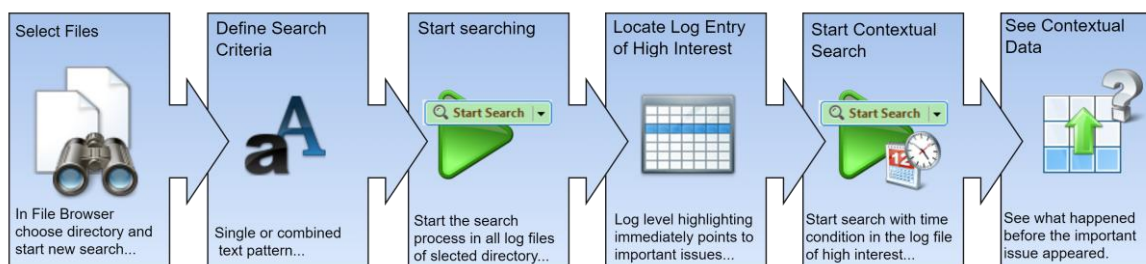 Select Files
In File Browser
choose directory and
start new search...
Define Search
Criteria
aA
Single or combined
text pattern...
Start searching
Start Search
Start the search
process in all log files
of slected directory...
Locate Log Entry
of High Interest
Log level highlighting
immediately points to
important issues...
Start Contextual
Search
Start Search
12
Start search with time
condition in the log file
of high interest...
See Contextual
Data
?
See what happened
before the important
issue appeared.